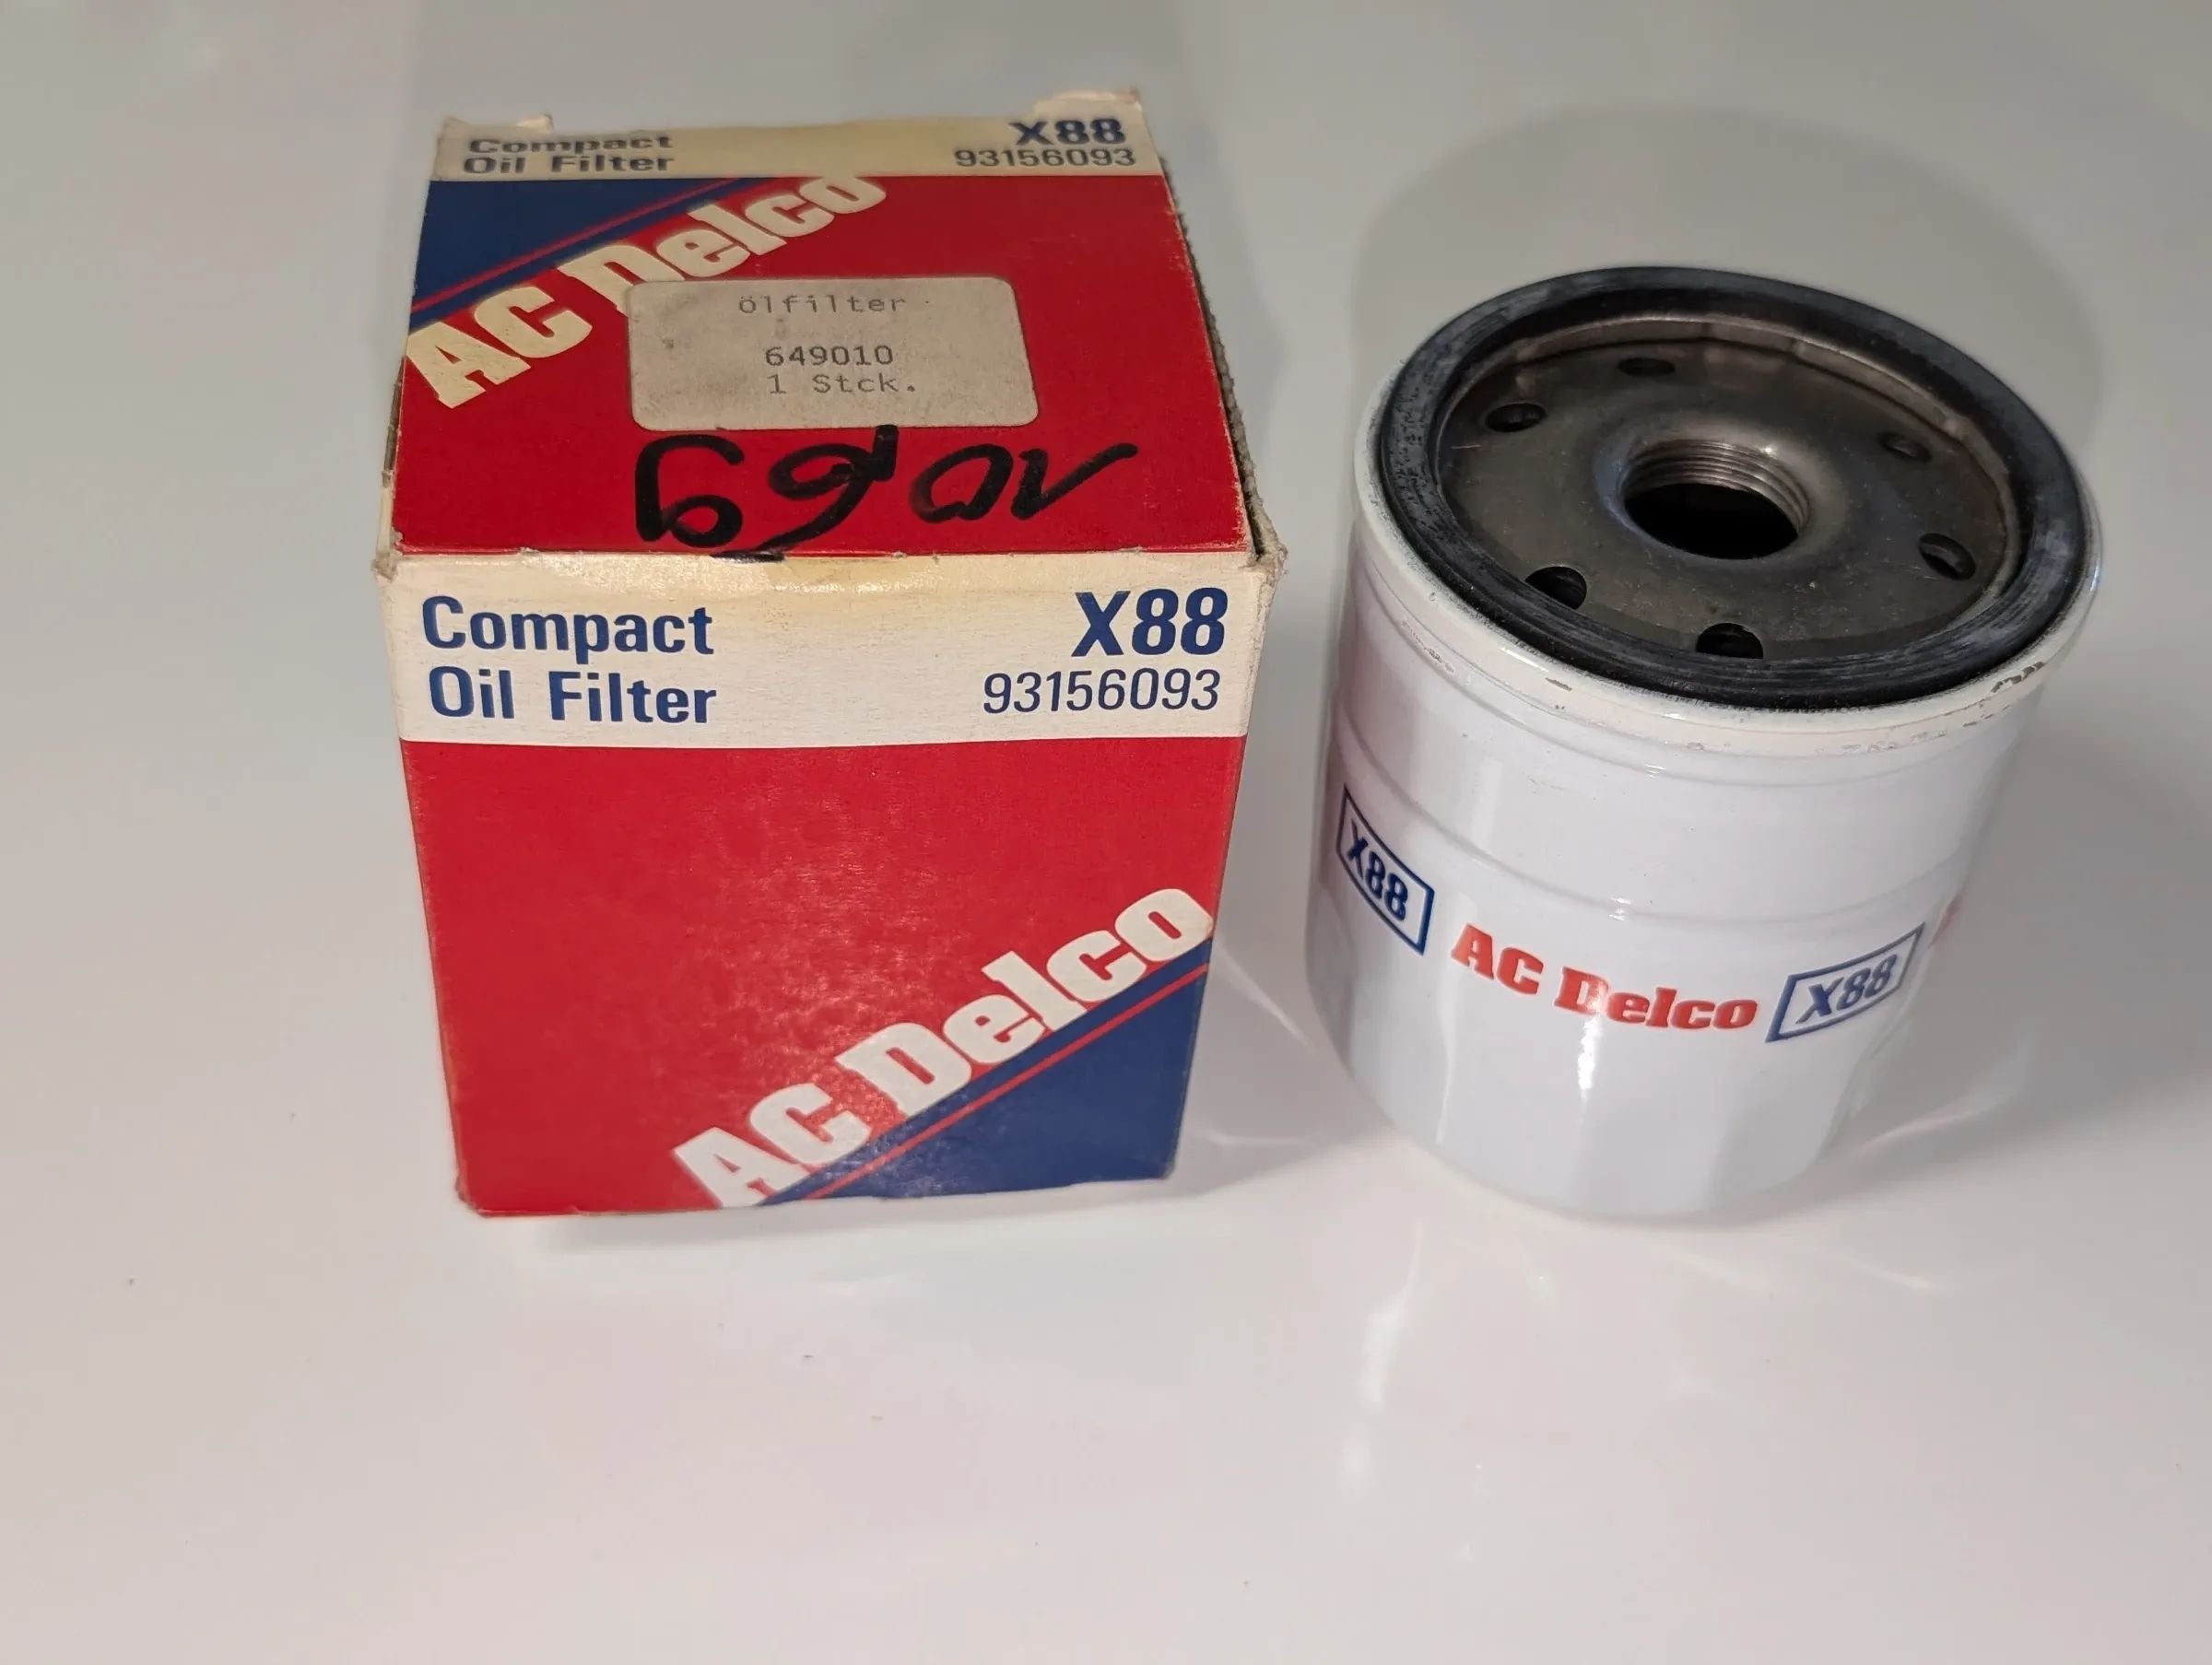 Compact
Oil Filter
X88
93156093
AC Delco
ölfilter
649010
1 Stck.
Compact
Oil Filter
X88
93156093
AC Delco
X88
AC Delco
X88